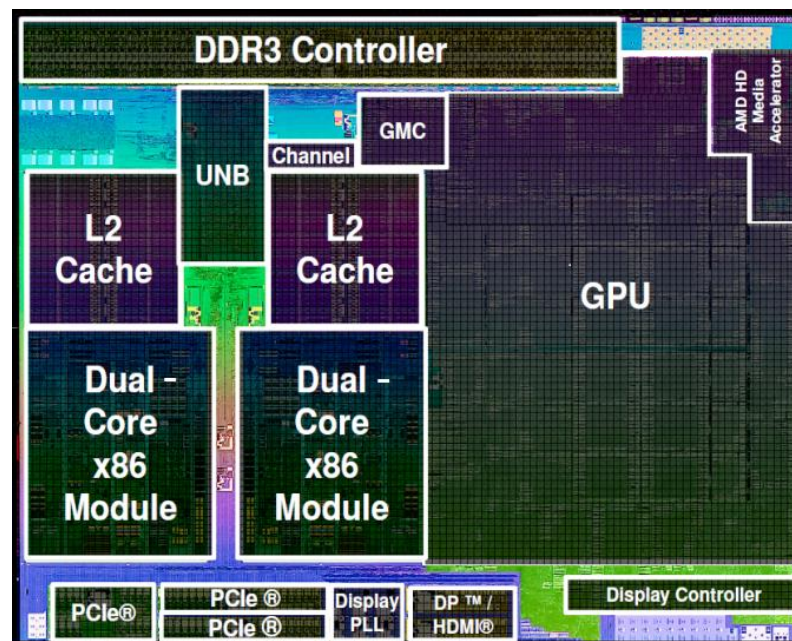 DDR3 Controller
AMD HD
Media
Accelerator
GMC
Channel
UNB
L2
Cache
L2
Cache
GPU
Dual -
Core
x86
Module
Dual -
Core
x86
Module
PCIe®
PCIe ®
PCIe ®
Display
PLL
DP ™ /
HDMI®
Display Controller